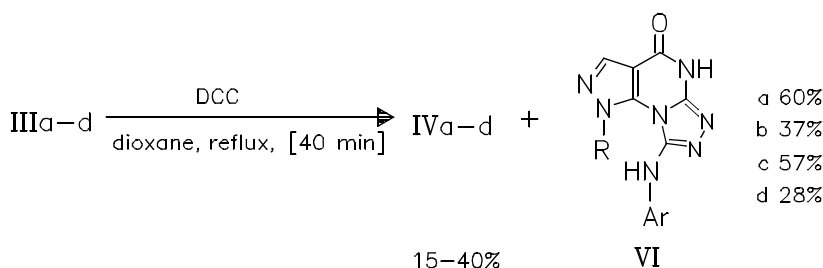 DCC
IIIa-d
dioxane, reflux, [40 min]
IVa-d
+
O
NH
N
N
R
N
N
N
HN
Ar
VI
a 60%
b 37%
c 57%
d 28%
15-40%